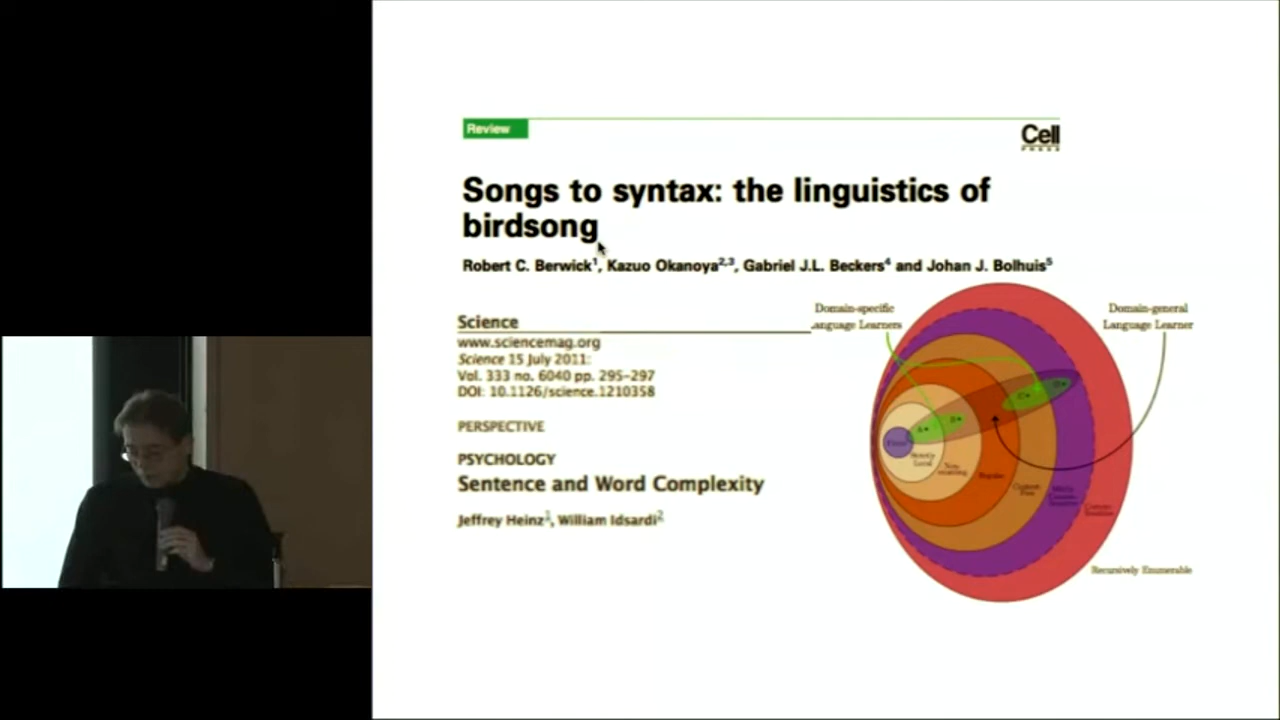 Review
Cell
PRESS
Songs to syntax: the linguistics of
birdsong
Robert C. Berwick1, Kazuo Okanoya2,3, Gabriel J.L. Beckers4 and Johan J. Bolhuis5
Science
www.sciencemag.org
Science 15 July 2011:
Vol. 333 no. 6040 pp. 295–297
DOI: 10.1126/science.1210358
PERSPECTIVE
PSYCHOLOGY
Sentence and Word Complexity
Jeffrey Heinz1, William Idsardi2
Domain-specific
anguage Learners
Domain-general
Language Learner
Regular
Recursively Enumerable